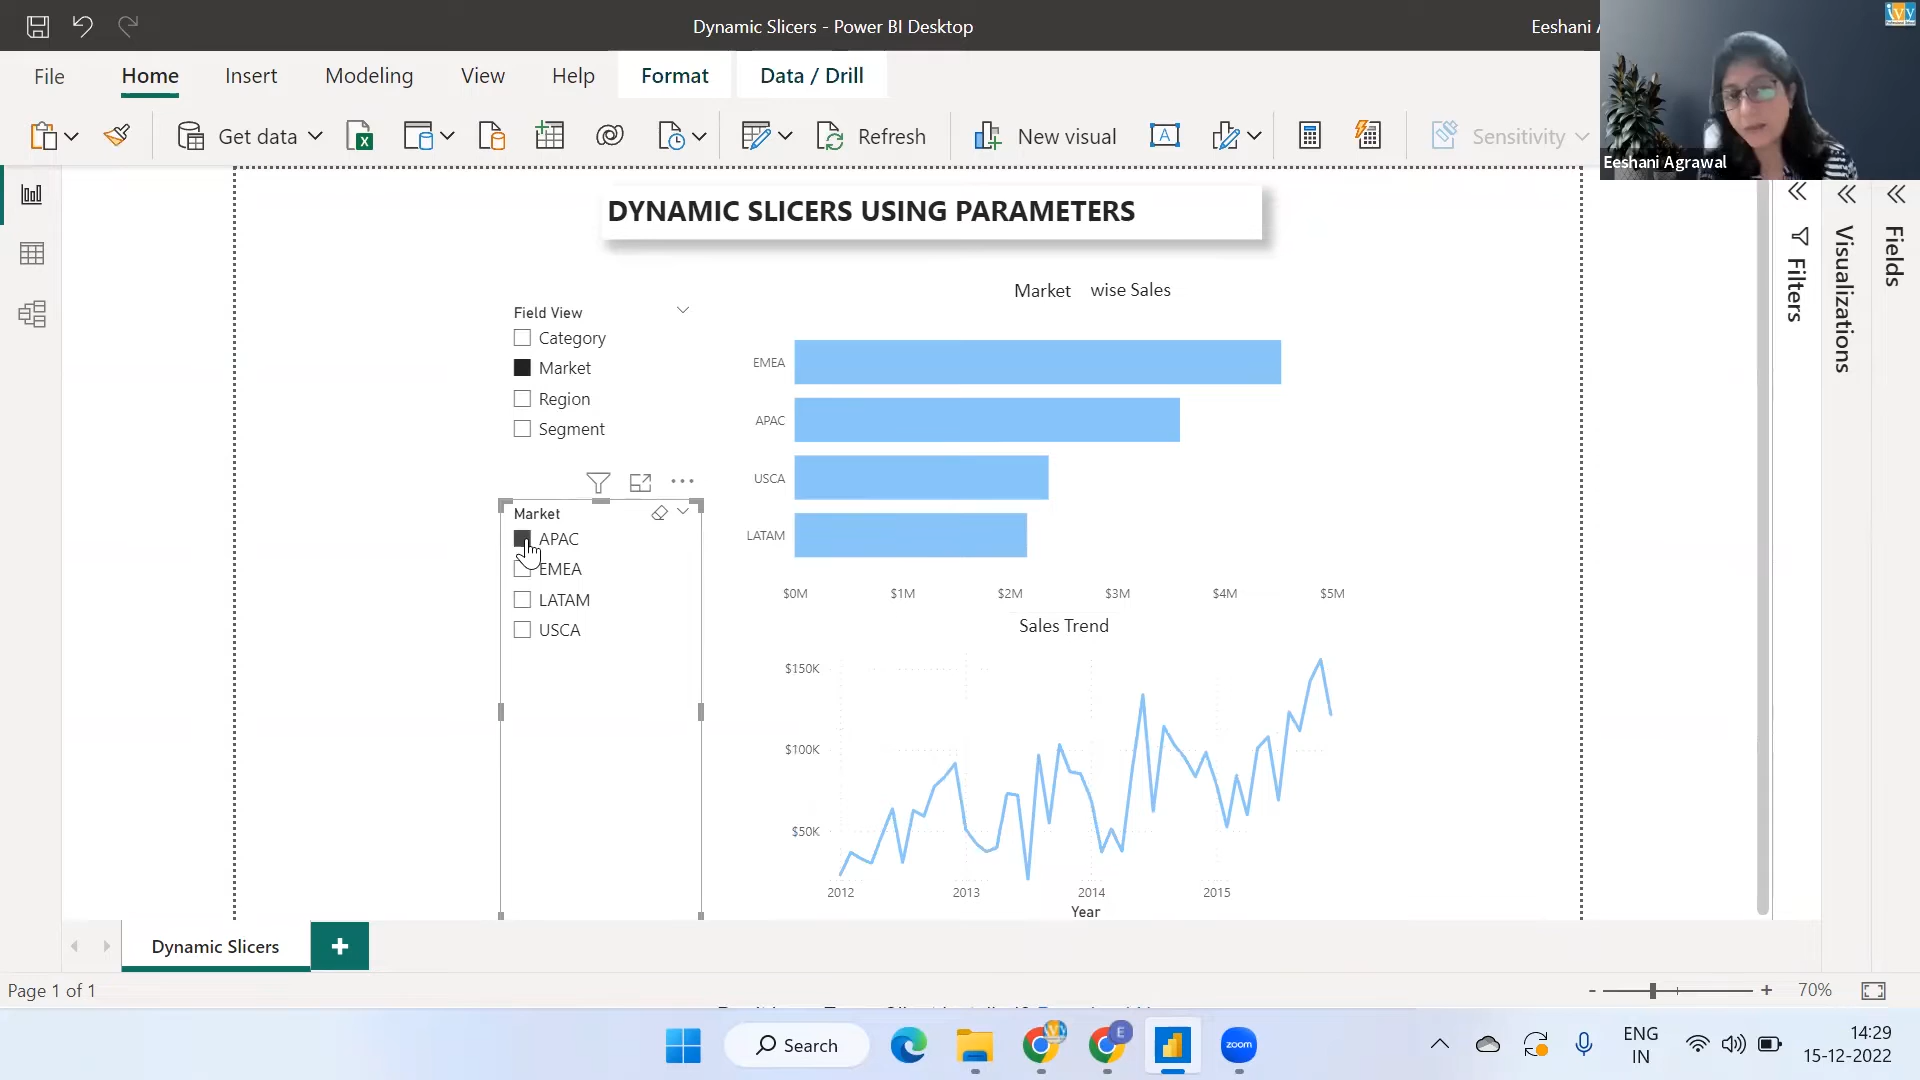 Dynamic Slicers - Power BI Desktop
Eeshani
File
Home
Insert
Modeling
View
Help
Format
Data / Drill
Get data
Refresh
New visual
Sensitivity
Eeshani Agrawal
DYNAMIC SLICERS USING PARAMETERS
Market wise Sales
Field View
Category
Market
Region
Segment
Market
APAC
EMEA
LATAM
USCA
EMEA
APAC
USCA
LATAM
$0M
$1M
$2M
$3M
$4M
$5M
Sales Trend
$150K
$100K
$50K
2012
2013
2014
2015
Year
Filters
Visualizations
Fields
Dynamic Slicers
Page 1 of 1
70%
Search
zoom
ENG
IN
14:29
15-12-2022